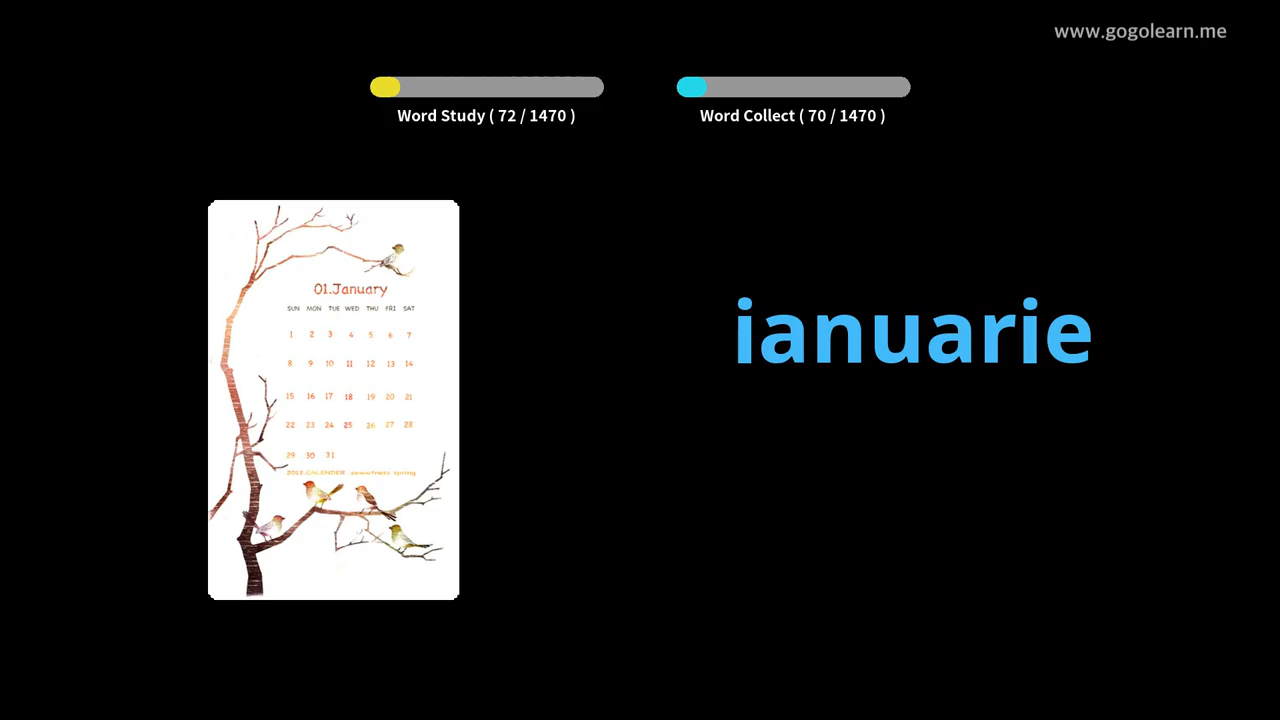 www.gogolearn.me
Word Study ( 72 / 1470 )
Word Collect ( 70 / 1470 )
01.January
SUN MON TUE WED THU FRI SAT
1 2 3 4 5 6 7
8 9 10 11 12 13 14
15 16 17 18 19 20 21
22 23 24 25 26 27 28
29 30 31
CALENDER spring
ianuarie